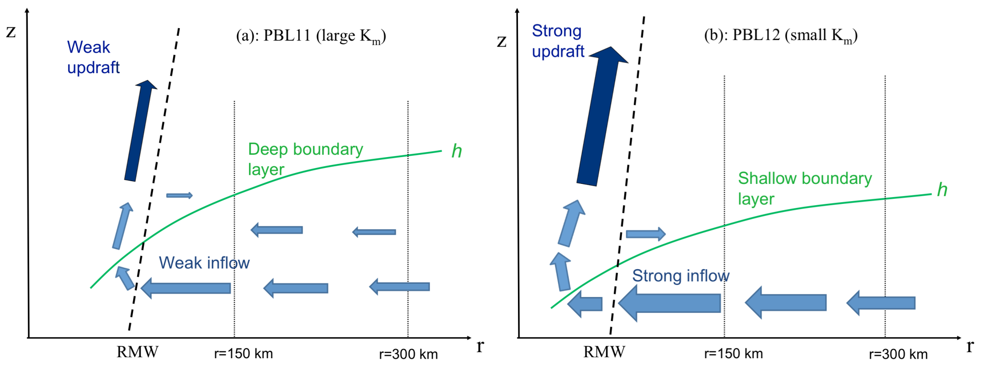 z
Weak
updraft
(a): PBL11 (large Km)
Deep boundary
layer
h
Weak inflow
RMW
r=150 km
r=300 km
r
z
Strong
updraft
(b): PBL12 (small Km)
Shallow boundary
layer
h
Strong inflow
RMW
r=150 km
r=300 km
r